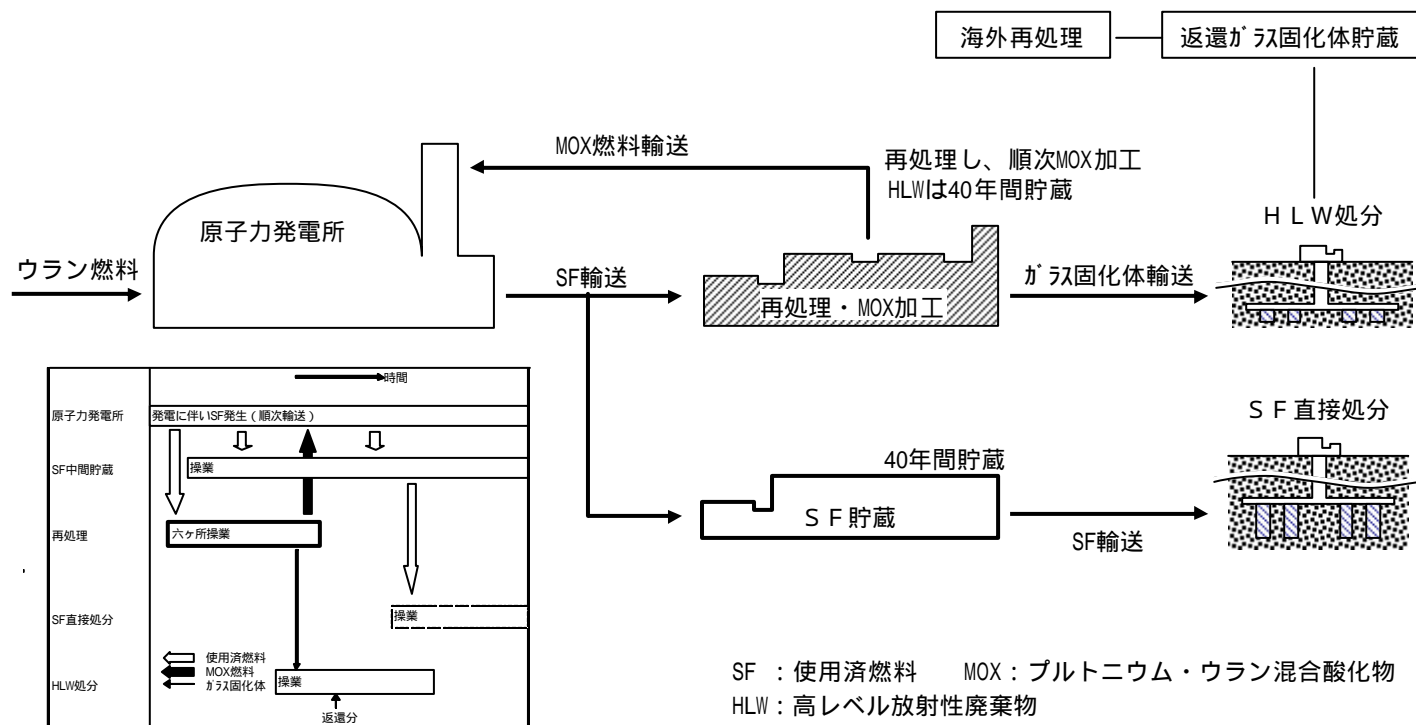 海外再処理
返還ガラス固化体貯蔵
MOX燃料輸送
再処理し、順次MOX加工
HLWは40年間貯蔵
原子力発電所
HLW処分
ウラン燃料
SF輸送
再処理・MOX加工
ガラス固化体輸送
SF直接処分
40年間貯蔵
SF貯蔵
SF輸送
時間
原子力発電所
発電に伴いSF発生(順次輸送)
SF中間貯蔵
操業
再処理
六ヶ所操業
SF直接処分
操業
使用済燃料
MOX燃料
ガラス固化体
HLW処分
操業
返還分
SF :使用済燃料 MOX:プルトニウム・ウラン混合酸化物
HLW:高レベル放射性廃棄物